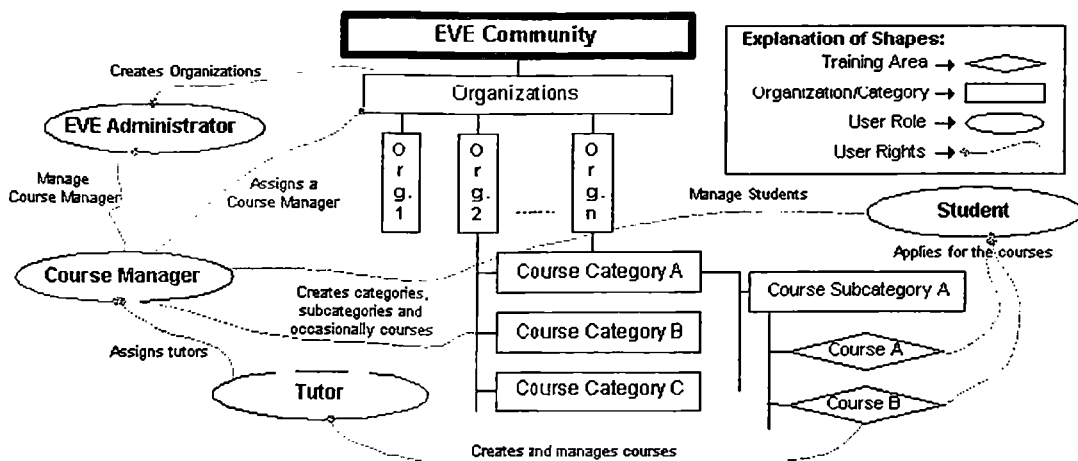 EVE Community
Explanation of Shapes:
Training Area
Organization/Category
User Role
User Rights
Creates Organizations
Organizations
EVE Administrator
Org.1
Org.2
......
Org.n
Manage
Course Manager
Assigns a
Course Manager
Manage Students
Student
Applies for the courses
Course Manager
Course Category A
Course Subcategory A
Creates categories,
subcategories and
occasionally courses
Course Category B
Course A
Assigns tutors
Tutor
Course Category C
Course B
Creates and manages courses